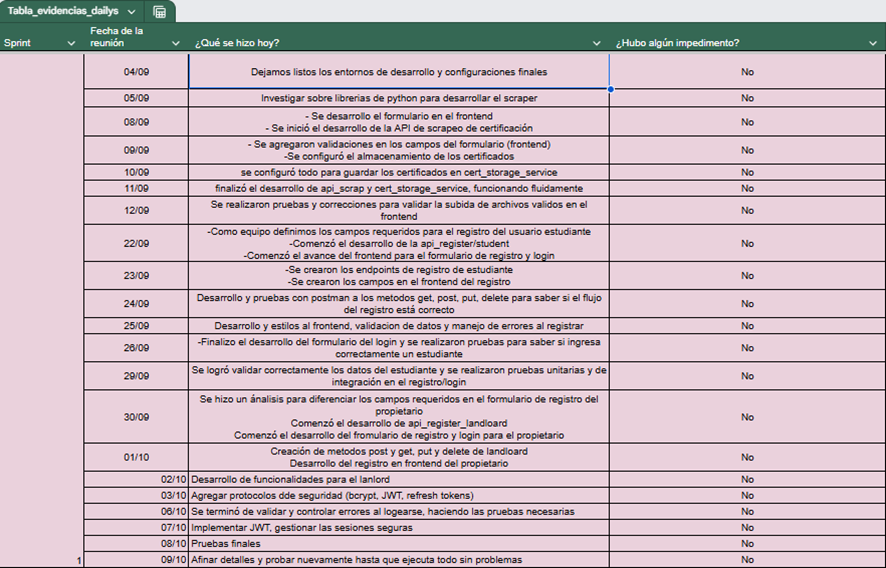 Tabla_evidencias_dailys
Sprint
Fecha de la
reunión
¿Qué se hizo hoy?
¿Hubo algún impedimento?
04/09
Dejamos listos los entornos de desarrollo y configuraciones finales
No
05/09
Investigar sobre librerias de python para desarrollar el scraper
No
08/09
- Se desarrollo el formulario en el frontend
- Se inició el desarrollo de la API de scrapeo de certificación
No
09/09
- Se agregaron validaciones en los campos del formulario (frontend)
-Se configuró el almacenamiento de los certificados
No
10/09
se configuró todo para guardar los certificados en cert_storage_service
No
11/09
finalizó el desarrollo de api_scrap y cert_storage_service, funcionando fluidamente
No
12/09
Se realizaron pruebas y correcciones para validar la subida de archivos validos en el
frontend
No
22/09
-Como equipo definimos los campos requeridos para el registro del usuario estudiante
-Comenzó el desarrollo de la api_register/student
-Comenzó el avance del frontend para el formulario de registro y login
No
23/09
-Se crearon los endpoints de registro de estudiante
-Se crearon los campos en el frontend del registro
No
24/09
Desarrollo y pruebas con postman a los metodos get, post, put, delete para saber si el flujo
del registro está correcto
No
25/09
Desarrollo y estilos al frontend, validacion de datos y manejo de errores al registrar
No
26/09
-Finalizo el desarrollo del formulario del login y se realizaron pruebas para saber si ingresa
correctamente un estudiante
No
29/09
Se logró validar correctamente los datos del estudiante y se realizaron pruebas unitarias y de
integración en el registro/login
No
30/09
Se hizo un ánalisis para diferenciar los campos requeridos en el formulario de registro del
propietario
Comenzó el desarrollo de api_register_landloard
Comenzó el desarrollo del fromulario de registro y login para el propietario
No
01/10
Creación de metodos post y get, put y delete de landloard
Desarrollo del registro en frontend del propietario
No
02/10
Desarrollo de funcionalidades para el lanlord
No
03/10
Agregar protocolos dde seguridad (bcrypt, JWT, refresh tokens)
No
06/10
Se terminó de validar y controlar errores al logearse, haciendo las pruebas necesarias
No
07/10
Implementar JWT, gestionar las sesiones seguras
No
08/10
Pruebas finales
No
1
09/10
Afinar detalles y probar nuevamente hasta que ejecuta todo sin problemas
No